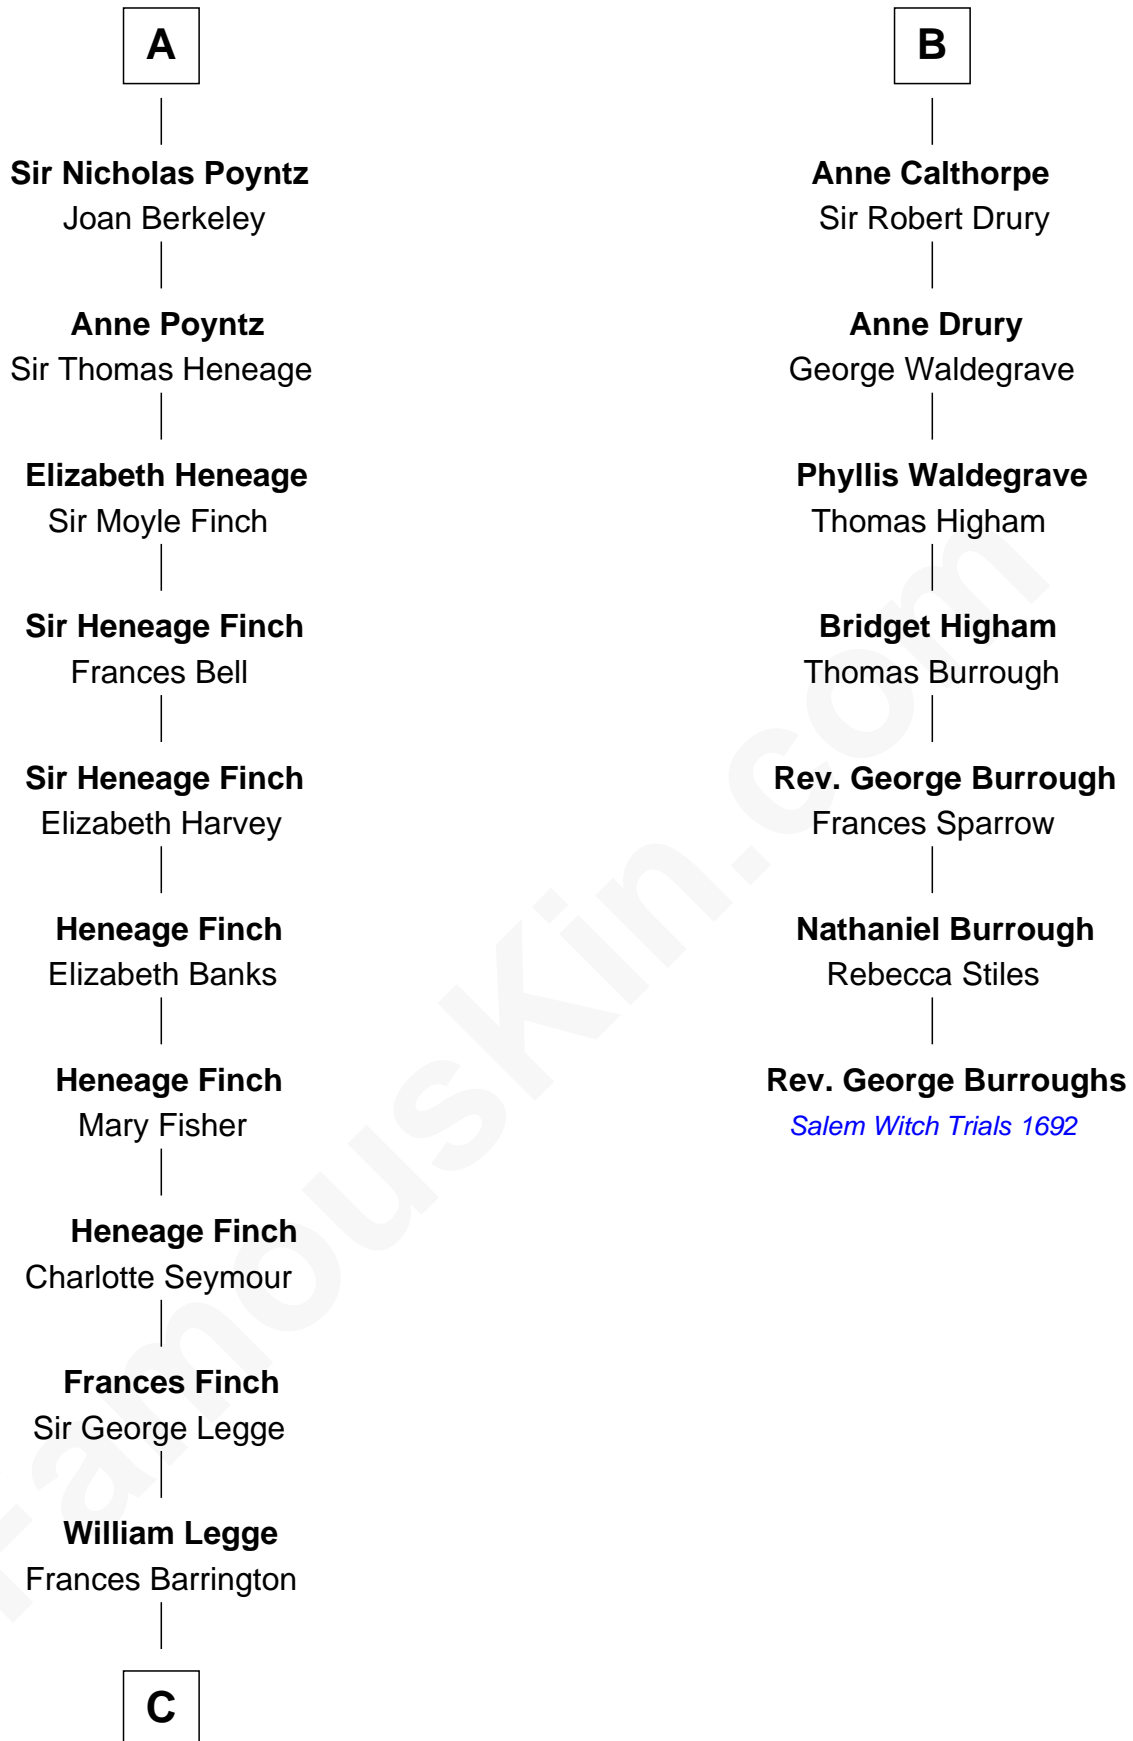 A
Sir Nicholas Poyntz
Joan Berkeley
Anne Poyntz
Sir Thomas Heneage
Elizabeth Heneage
Sir Moyle Finch
Sir Heneage Finch
Frances Bell
Sir Heneage Finch
Elizabeth Harvey
Heneage Finch
Elizabeth Banks
Heneage Finch
Mary Fisher
Heneage Finch
Charlotte Seymour
Frances Finch
Sir George Legge
William Legge
Frances Barrington
C
B
Anne Calthorpe
Sir Robert Drury
Anne Drury
George Waldegrave
Phyllis Waldegrave
Thomas Higham
Bridget Higham
Thomas Burrough
Rev. George Burrough
Frances Sparrow
Nathaniel Burrough
Rebecca Stiles
Rev. George Burroughs
Salem Witch Trials 1692
FamousKin.com